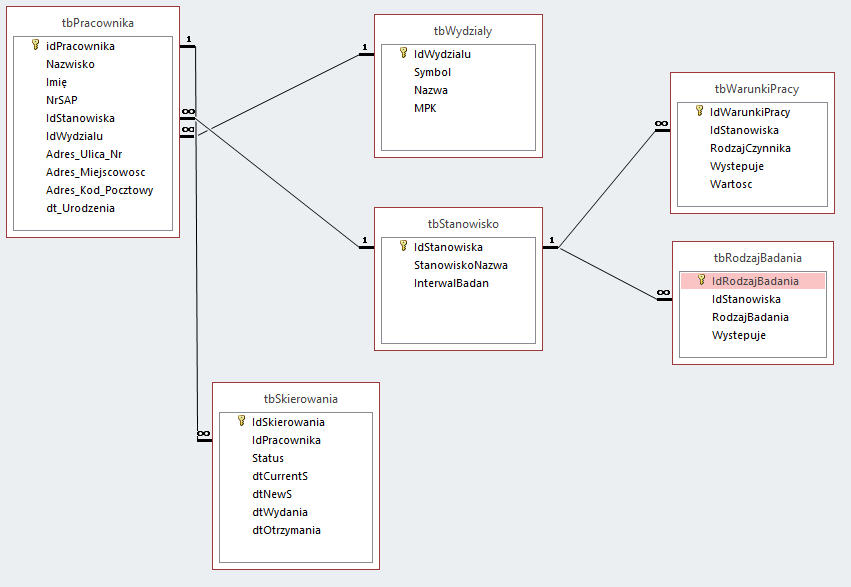 tbPracownika
idPracownika
Nazwisko
Imię
NrSAP
IdStanowiska
IdWydzialu
Adres_Ulica_Nr
Adres_Miejscowosc
Adres_Kod_Pocztowy
dt_Urodzenia
1
∞
∞
tbWydzialy
IdWydzialu
Symbol
Nazwa
MPK
1
tbStanowisko
IdStanowiska
StanowiskoNazwa
InterwalBadan
1
1
tbWarunkiPracy
IdWarunkiPracy
IdStanowiska
RodzajCzynnika
Wystepuje
Wartosc
∞
tbRodzajBadania
IdRodzajBadania
IdStanowiska
RodzajBadania
Wystepuje
∞
tbSkierowania
IdSkierowania
IdPracownika
Status
dtCurrentS
dtNewS
dtWydania
dtOtrzymania
∞